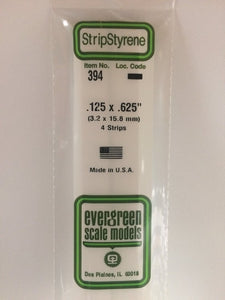 StripStyrene
Item No. Loc. Code
394
.125 x .625"
(3.2 x 15.8 mm)
4 Strips
Made in U.S.A.
evergreen
scale models
Des Plaines, IL 60018